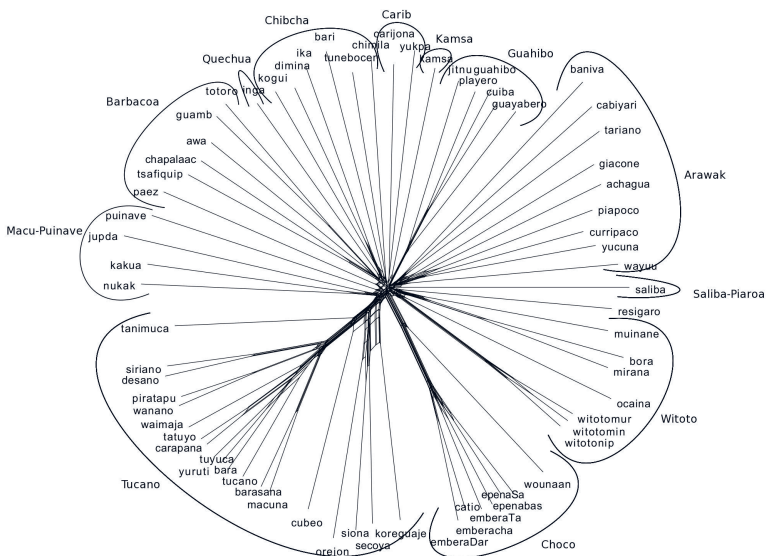 Carib
Chibcha
bari
carijona
Kamsa
chimila
yukpa
Guahibo
ika
tunebocen
kamsa
Quechua
dimina
jitnu
guahibo
baniva
kogui
playero
totoro
inga
cuiba
Barbacoa
guayabero
cabiyari
guamb
tariano
awa
chapalaac
giacone
tsafiquip
Arawak
achagua
paez
puinave
piapoco
Macu-Puinave
jupda
curripaco
yucuna
kakua
wayuu
nukak
saliba
Saliba-Piaroa
resigaro
tanimuca
muinane
siriano
bora
desano
mirana
piratapu
ocaina
wanano
Witoto
waimaja
witotomur
tatuyo
witotomin
carapana
witotonip
tuyuca
yuruti
bara
Tucano
tucano
wounaan
barasana
epenaSa
macuna
catio
epenabas
cubeo
emberaTa
siona
koreguaje
emberacha
secoya
emberaDar
Choco
orejon